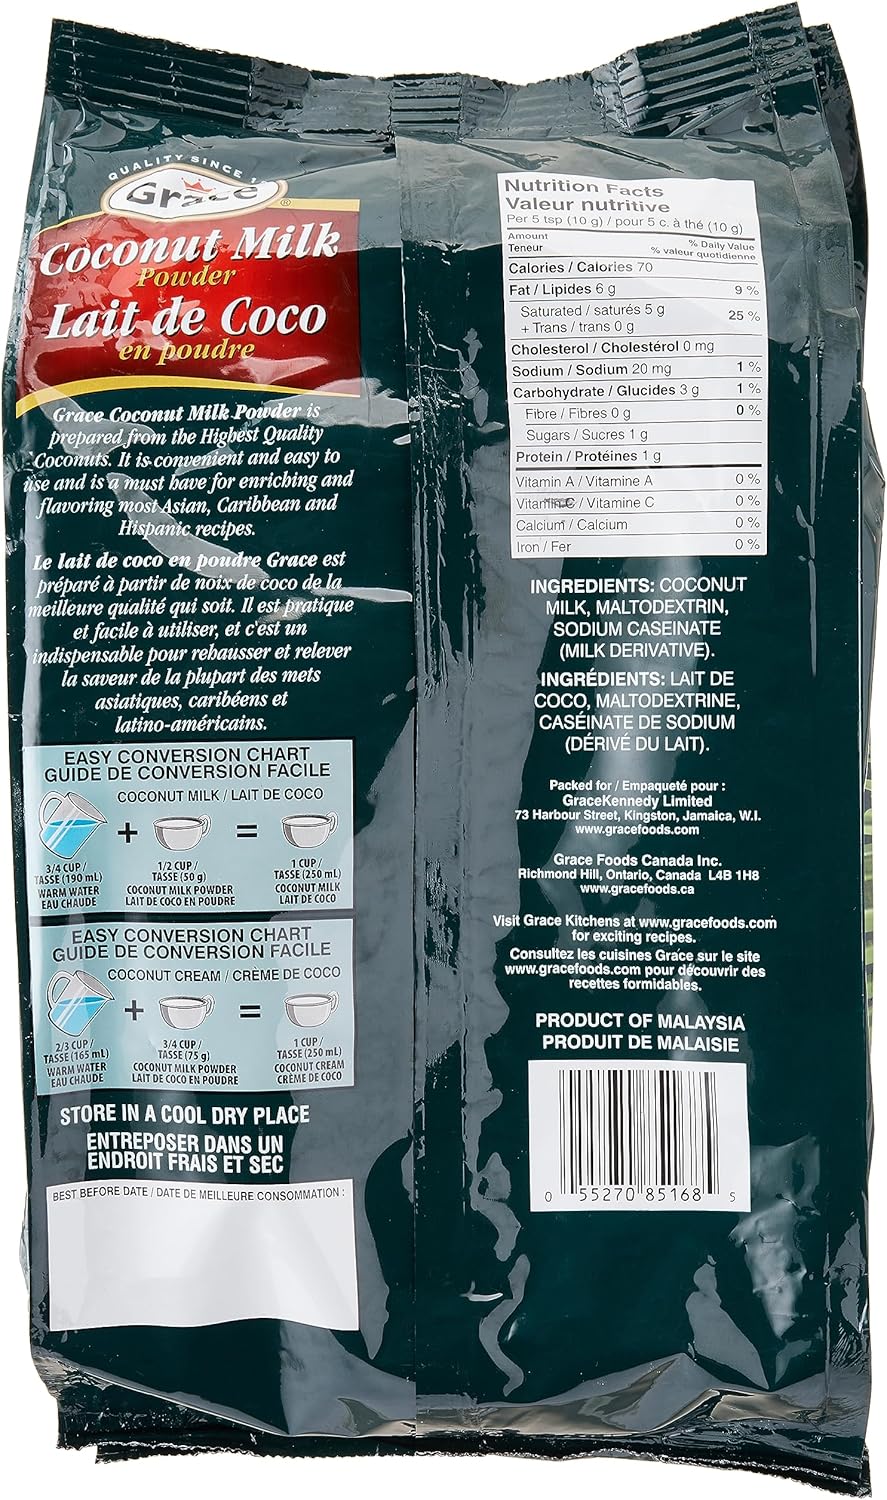 QUALITY SINCE 1
Grace
®
Coconut Milk
Powder
Lait de Coco
en poudre
Grace Coconut Milk Powder is
prepared from the Highest Quality
Coconuts. It is convenient and easy to
use and is a must have for enriching and
flavoring most Asian, Caribbean and
Hispanic recipes.
Le lait de coco en poudre Grace est
préparé à partir de noix de coco de la
meilleure qualité qui soit. Il est pratique
et facile à utiliser, et c'est un
indispensable pour rehausser et relever
la saveur de la plupart des mets
asiatiques, caribéens et
latino-américains.
EASY CONVERSION CHART
GUIDE DE CONVERSION FACILE
COCONUT MILK / LAIT DE COCO
+ =
3/4 CUP /
TASSE (190 mL)
WARM WATER
EAU CHAUDE
1/2 CUP /
TASSE (50 g)
COCONUT MILK POWDER
LAIT DE COCO EN POUDRE
1 CUP /
TASSE (250 mL)
COCONUT MILK
LAIT DE COCO
EASY CONVERSION CHART
GUIDE DE CONVERSION FACILE
COCONUT CREAM / CRÈME DE COCO
+ =
2/3 CUP /
TASSE (165 mL)
WARM WATER
EAU CHAUDE
3/4 CUP /
TASSE (75 g)
COCONUT MILK POWDER
LAIT DE COCO EN POUDRE
1 CUP /
TASSE (250 mL)
COCONUT CREAM
CRÈME DE COCO
STORE IN A COOL DRY PLACE
ENTREPOSER DANS UN
ENDROIT FRAIS ET SEC
BEST BEFORE DATE / DATE DE MEILLEURE CONSOMMATION :
Nutrition Facts
Valeur nutritive
Per 5 tsp (10 g) / pour 5 c. à thé (10 g)
Amount % Daily Value
Teneur % valeur quotidienne
Calories / Calories 70
Fat / Lipides 6 g 9 %
Saturated / saturés 5 g
+ Trans / trans 0 g 25 %
Cholesterol / Cholestérol 0 mg
Sodium / Sodium 20 mg 1 %
Carbohydrate / Glucides 3 g 1 %
Fibre / Fibres 0 g 0 %
Sugars / Sucres 1 g
Protein / Protéines 1 g
Vitamin A / Vitamine A 0 %
Vitamin C / Vitamine C 0 %
Calcium / Calcium 0 %
Iron / Fer 0 %
INGREDIENTS: COCONUT
MILK, MALTODEXTRIN,
SODIUM CASEINATE
(MILK DERIVATIVE).
INGRÉDIENTS: LAIT DE
COCO, MALTODEXTRINE,
CASÉINATE DE SODIUM
(DÉRIVÉ DU LAIT).
Packed for / Empaqueté pour :
GraceKennedy Limited
73 Harbour Street, Kingston, Jamaica, W.I.
www.gracefoods.com
Grace Foods Canada Inc.
Richmond Hill, Ontario, Canada L4B 1H8
www.gracefoods.ca
Visit Grace Kitchens at www.gracefoods.com
for exciting recipes.
Consultez les cuisines Grace sur le site
www.gracefoods.com pour découvrir des
recettes formidables.
PRODUCT OF MALAYSIA
PRODUIT DE MALAISIE
0 55270 85168 5